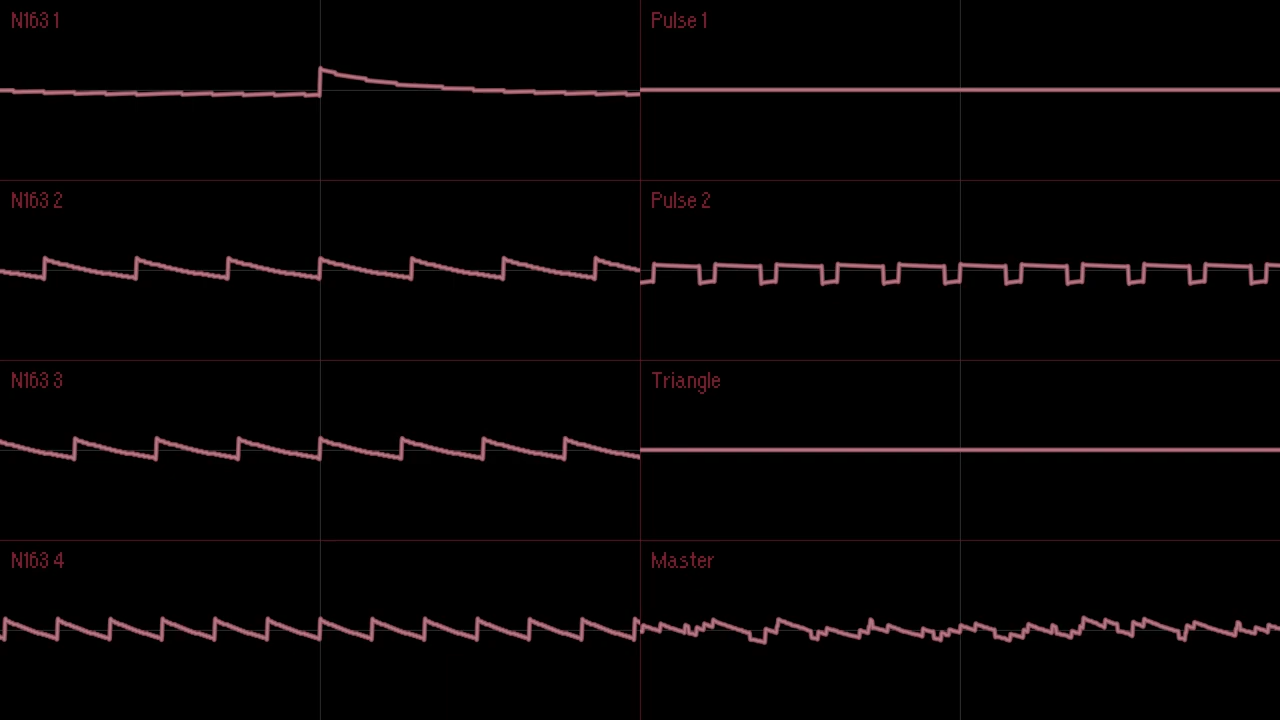 N163 1
Pulse 1
N163 2
Pulse 2
N163 3
Triangle
N163 4
Master